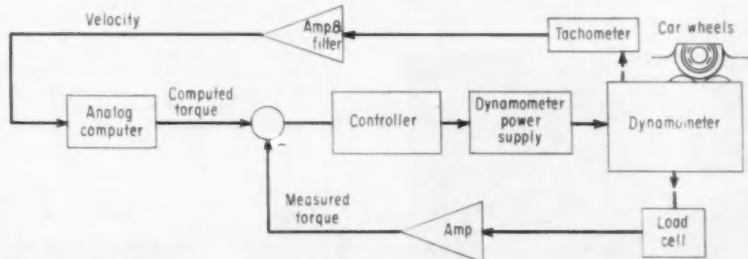 Velocity
Amp &
filter
Tachometer
Car wheels
Analog
computer
Computed
torque
Controller
Dynamometer
power
supply
Dynamometer
-
Measured
torque
Amp
Load
cell